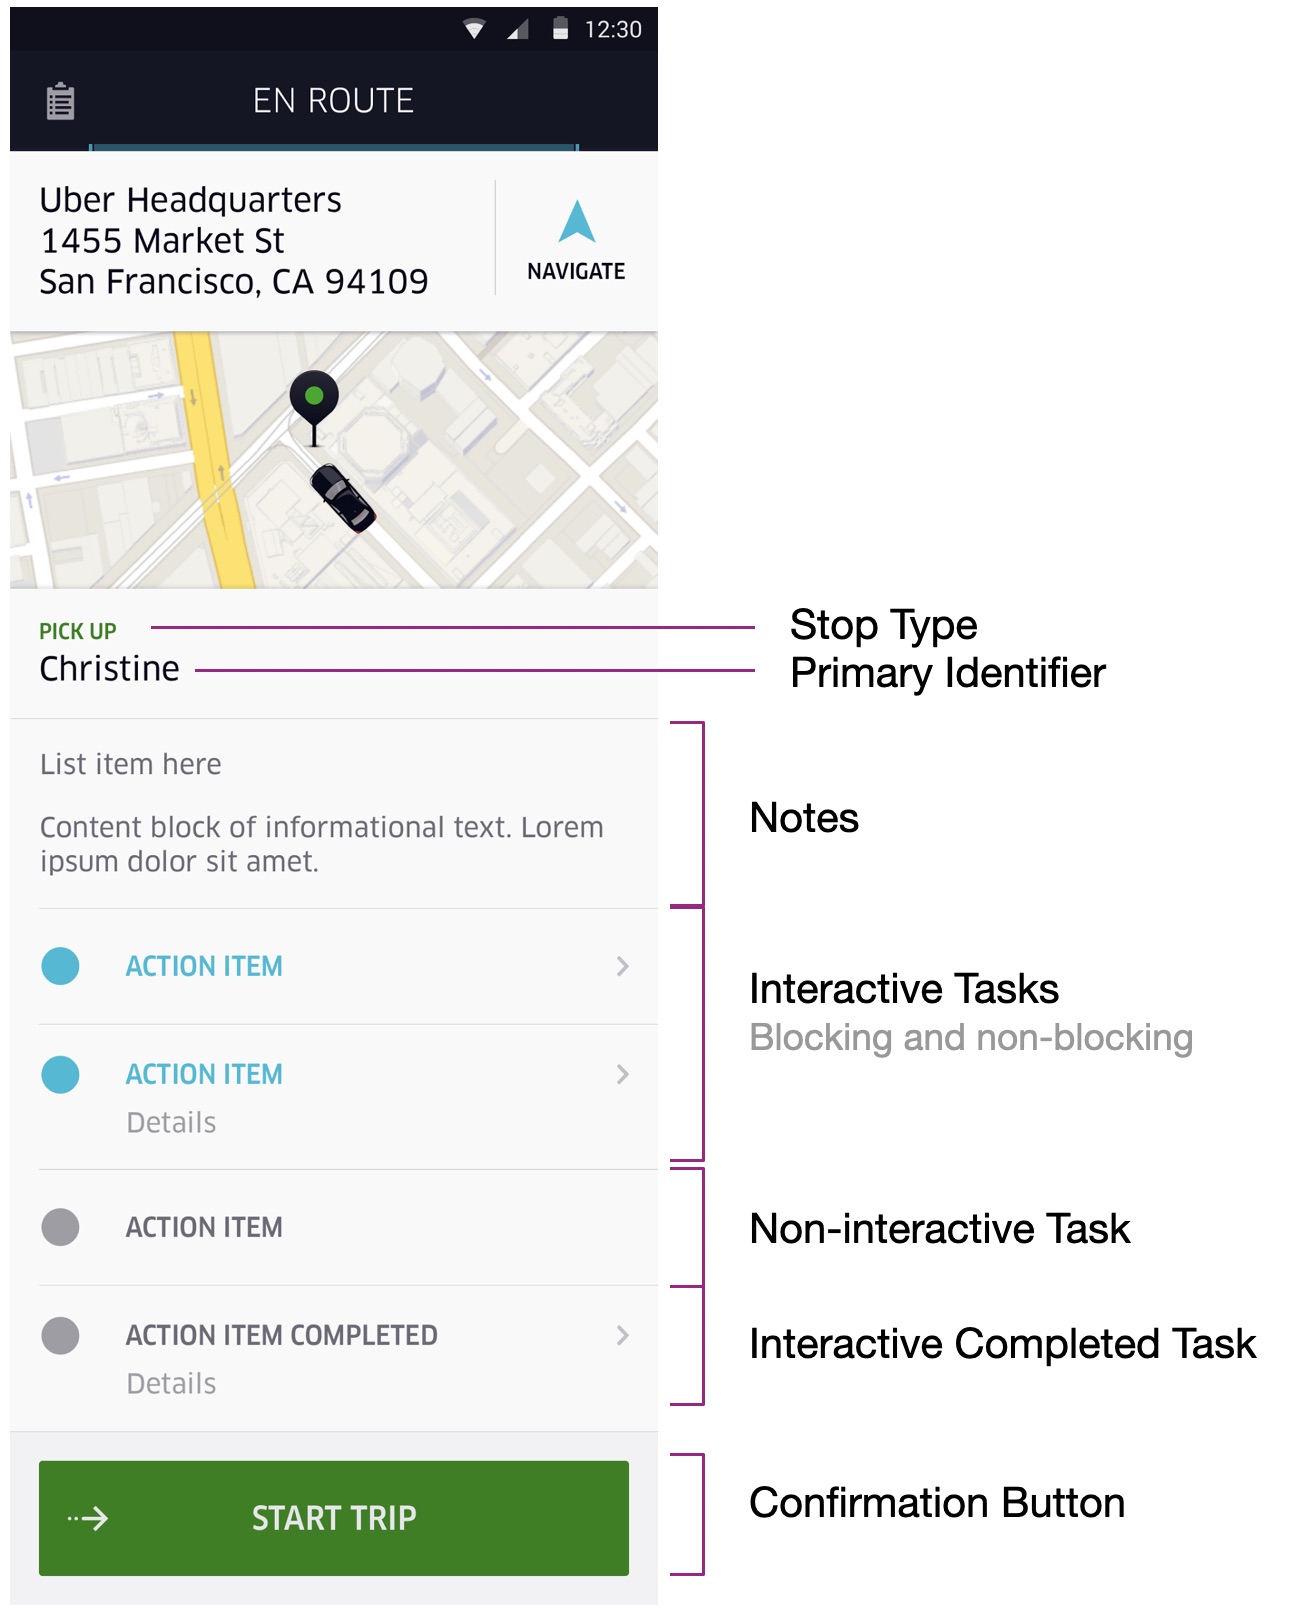 12:30
EN ROUTE
Uber Headquarters
1455 Market St
San Francisco, CA 94109
NAVIGATE
PICK UP
Stop Type
Christine
Primary Identifier
List item here
Content block of informational text. Lorem
ipsum dolor sit amet.
Notes
ACTION ITEM
Interactive Tasks
Blocking and non-blocking
ACTION ITEM
Details
ACTION ITEM
Non-interactive Task
ACTION ITEM COMPLETED
Details
Interactive Completed Task
START TRIP
Confirmation Button